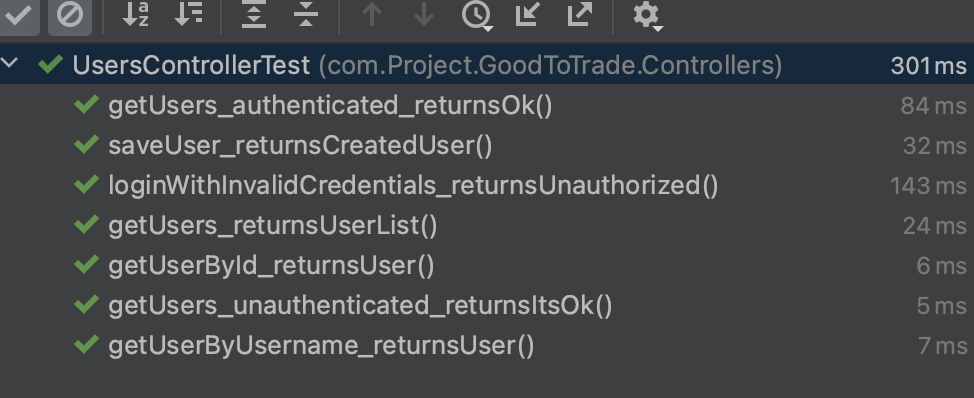 UsersControllerTest (com.Project.GoodToTrade.Controllers) 301 ms
getUsers_authenticated_returnsOk() 84 ms
saveUser_returnsCreatedUser() 32 ms
loginWithInvalidCredentials_returnsUnauthorized() 143 ms
getUsers_returnsUserList() 24 ms
getUserById_returnsUser() 6 ms
getUsers_unauthenticated_returnsItsOk() 5 ms
getUserByUsername_returnsUser() 7 ms